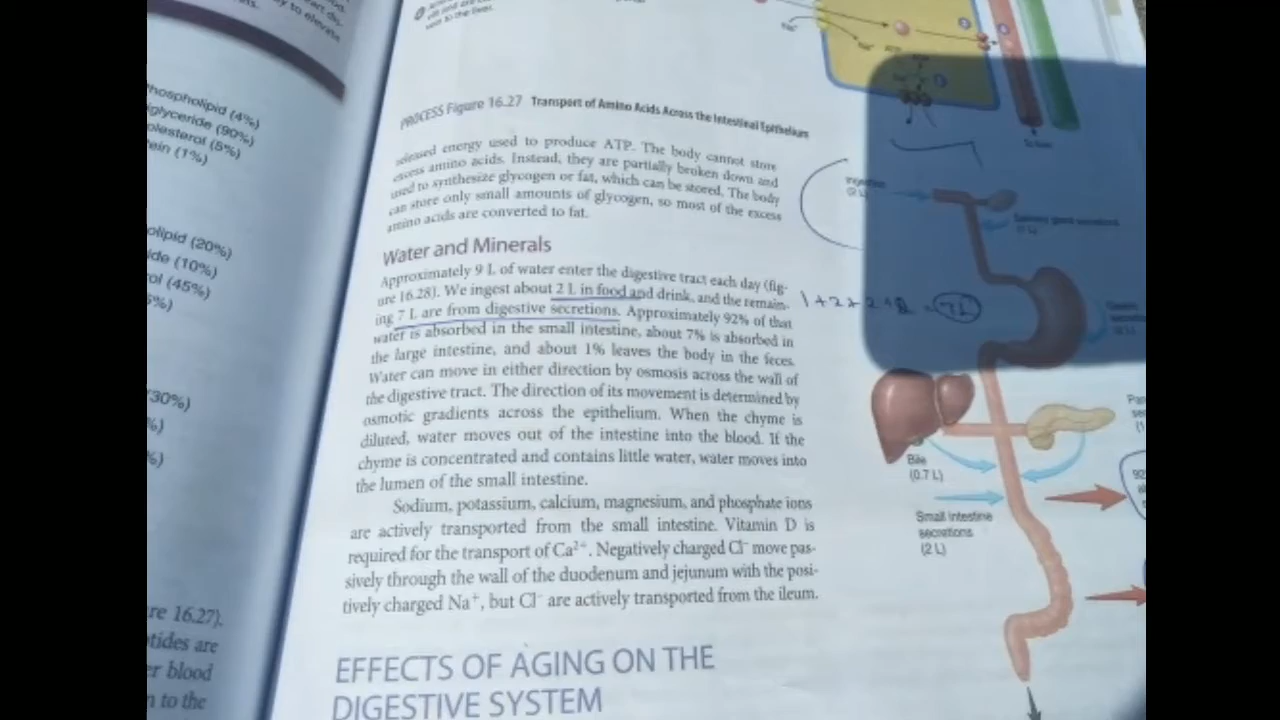 hospholipid (4%)
iglyceride (90%)
olesterol (5%)
ein (1%)
olipid (20%)
ide (10%)
rol (45%)
5%)
30%)
%)
%)
re 16.27).
tides are
er blood
n to the
PROCESS Figure 16.27 Transport of Amino Acids Across the Intestinal Epithelium
released energy used to produce ATP. The body cannot store
excess amino acids. Instead, they are partially broken down and
used to synthesize glycogen or fat, which can be stored. The body
can store only small amounts of glycogen, so most of the excess
amino acids are converted to fat.
Water and Minerals
Approximately 9 L of water enter the digestive tract each day (fig-
ure 16.28). We ingest about 2 L in food and drink, and the remain-
ing 7 L are from digestive secretions. Approximately 92% of that
water is absorbed in the small intestine, about 7% is absorbed in
the large intestine, and about 1% leaves the body in the feces.
Water can move in either direction by osmosis across the wall of
the digestive tract. The direction of its movement is determined by
osmotic gradients across the epithelium. When the chyme is
diluted, water moves out of the intestine into the blood. If the
chyme is concentrated and contains little water, water moves into
the lumen of the small intestine.
Sodium, potassium, calcium, magnesium, and phosphate ions
are actively transported from the small intestine. Vitamin D is
required for the transport of Ca²⁺. Negatively charged Cl⁻ move pas-
sively through the wall of the duodenum and jejunum with the posi-
tively charged Na⁺, but Cl⁻ are actively transported from the ileum.
EFFECTS OF AGING ON THE
DIGESTIVE SYSTEM
Bile
(0.7 L)
Small intestine
secretions
(2 L)